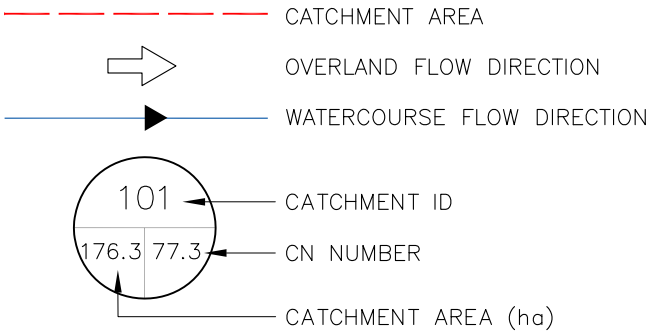 CATCHMENT AREA
OVERLAND FLOW DIRECTION
WATERCOURSE FLOW DIRECTION
101
CATCHMENT ID
176.3 77.3
CN NUMBER
CATCHMENT AREA (ha)